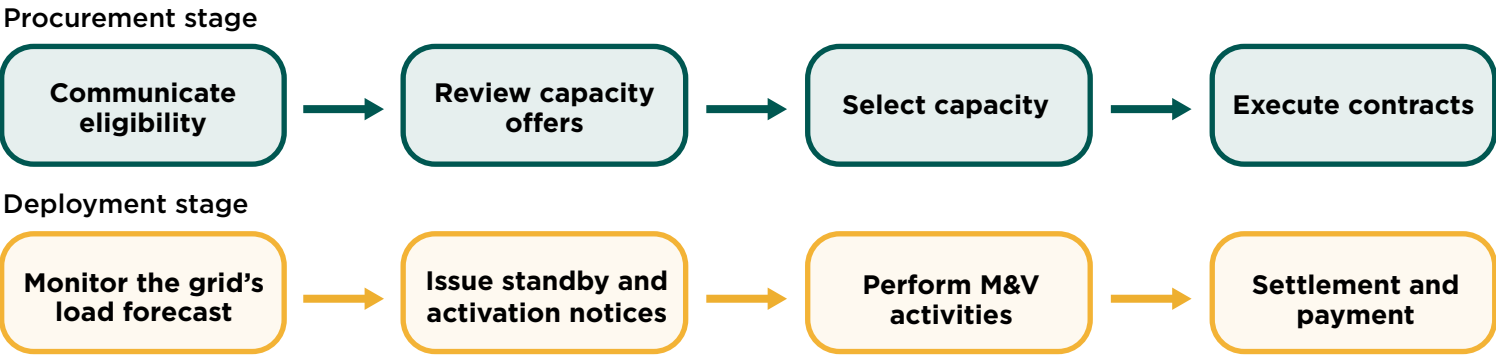 Procurement stage
Communicate
eligibility
Review capacity
offers
Select capacity
Execute contracts
Deployment stage
Monitor the grid’s
load forecast
Issue standby and
activation notices
Perform M&V
activities
Settlement and
payment